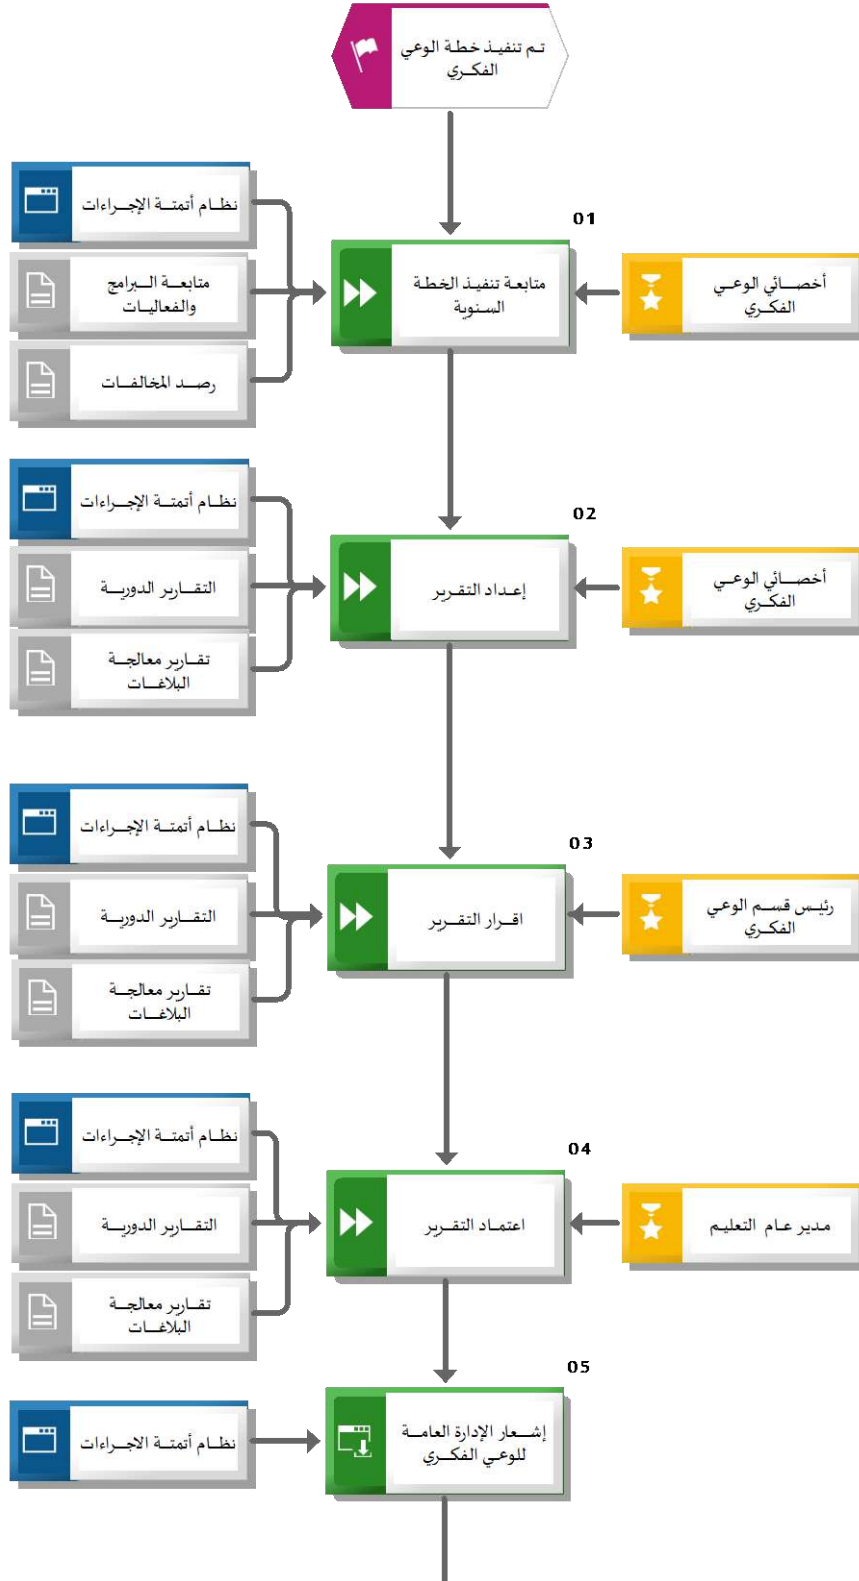 تم تنفيذ خطة الوعي
الفكري
01
أخصائي الوعي
الفكري
متابعة تنفيذ الخطة
السنوية
نظام أتمتة الإجراءات
متابعة البرامج
والفعاليات
رصد المخالفات
02
أخصائي الوعي
الفكري
إعداد التقرير
نظام أتمتة الإجراءات
التقارير الدورية
تقارير معالجة
البلاغات
03
رئيس قسم الوعي
الفكري
اقرار التقرير
نظام أتمتة الإجراءات
التقارير الدورية
تقارير معالجة
البلاغات
04
مدير عام التعليم
اعتماد التقرير
نظام أتمتة الإجراءات
التقارير الدورية
تقارير معالجة
البلاغات
05
إشعار الإدارة العامة
للوعي الفكري
نظام أتمتة الاجراءات